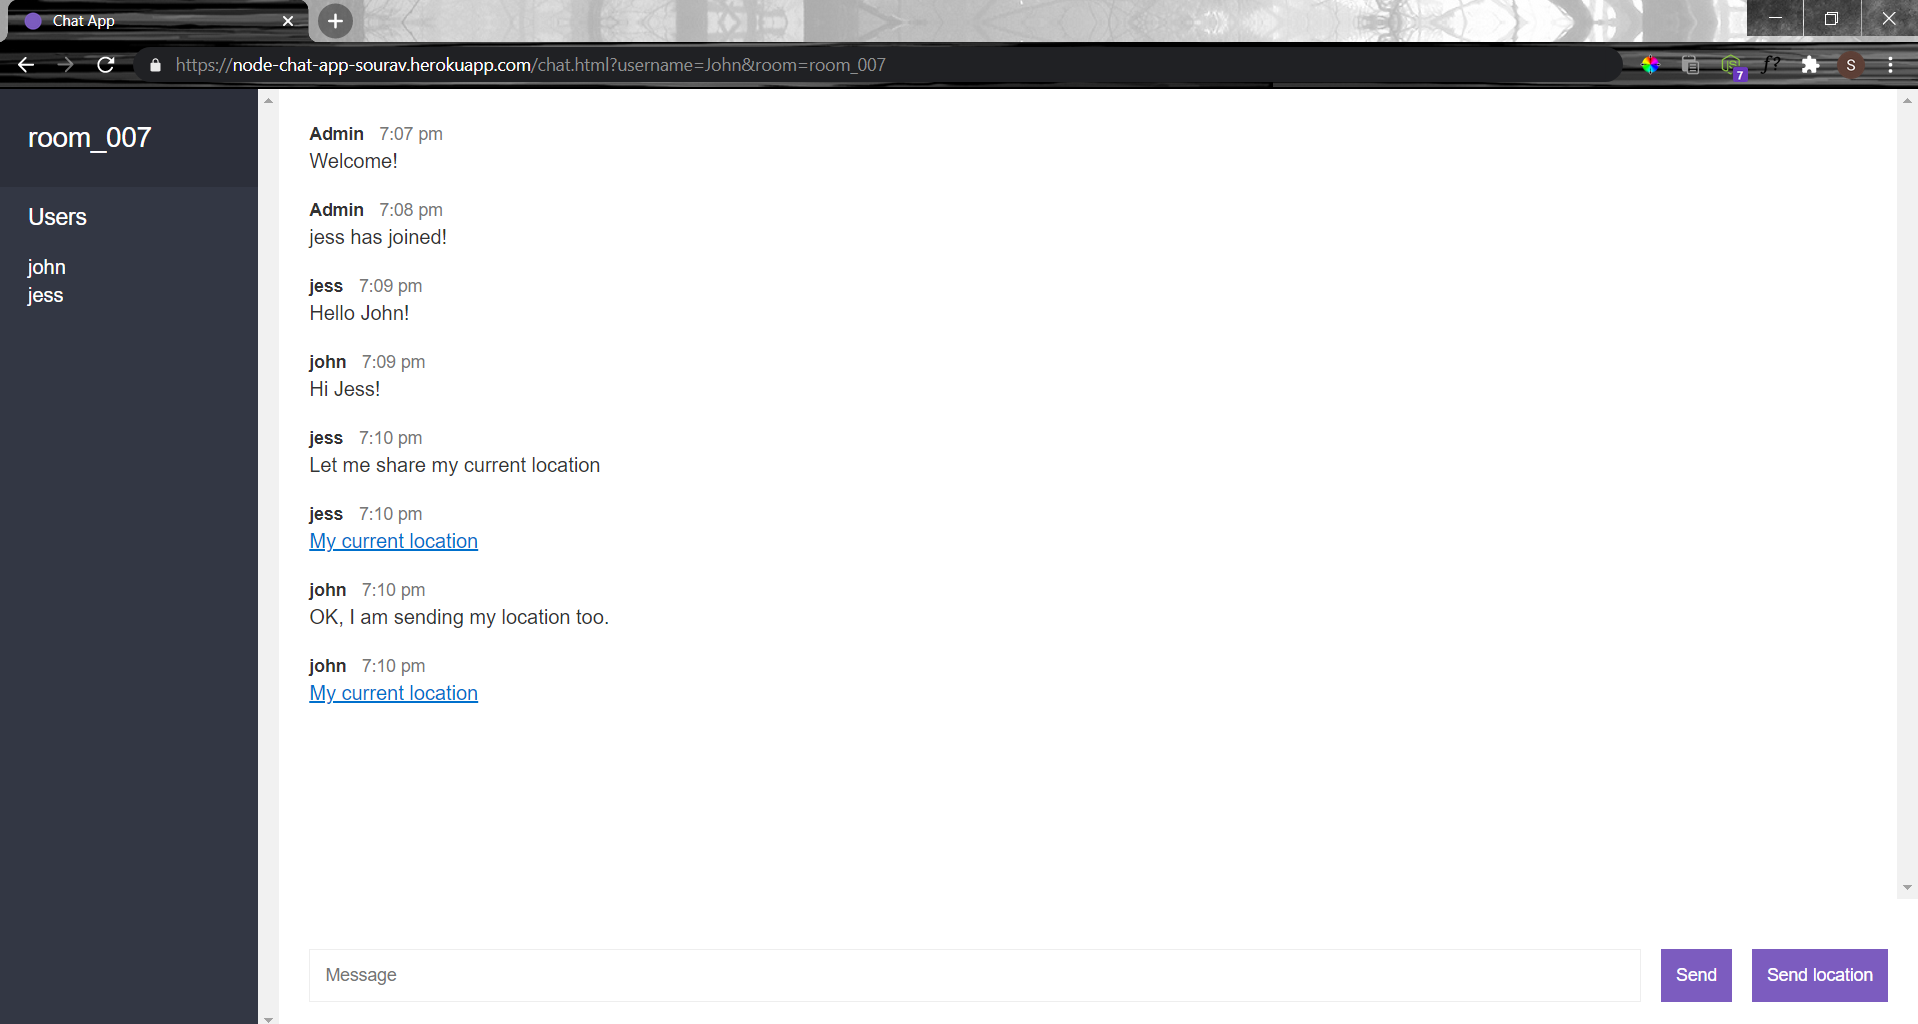 Chat App
https://node-chat-app-sourav.herokuapp.com/chat.html?username=John&room=room_007
7
f?
S
room_007
Users
john
jess
Admin 7:07 pm
Welcome!
Admin 7:08 pm
jess has joined!
jess 7:09 pm
Hello John!
john 7:09 pm
Hi Jess!
jess 7:10 pm
Let me share my current location
jess 7:10 pm
My current location
john 7:10 pm
OK, I am sending my location too.
john 7:10 pm
My current location
Message
Send
Send location